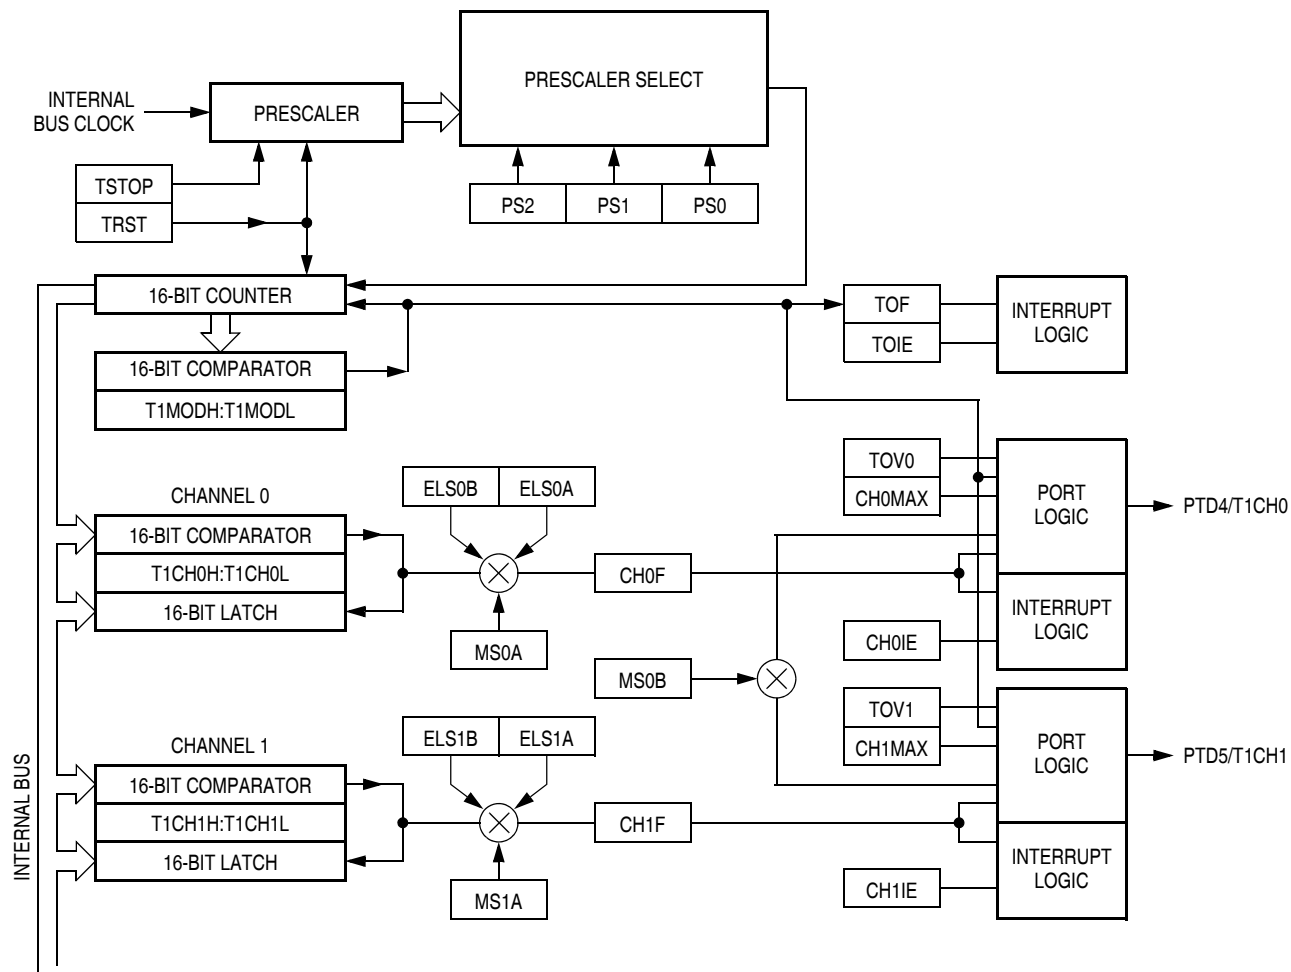 PRESCALER SELECT
INTERNAL
BUS CLOCK
PRESCALER
TSTOP
TRST
PS2
PS1
PS0
16-BIT COUNTER
16-BIT COMPARATOR
T1MODH:T1MODL
TOF
TOIE
INTERRUPT
LOGIC
CHANNEL 0
16-BIT COMPARATOR
T1CH0H:T1CH0L
16-BIT LATCH
ELS0B
ELS0A
MS0A
CH0F
TOV0
CH0MAX
PORT
LOGIC
PTD4/T1CH0
INTERRUPT
LOGIC
CH0IE
MS0B
CHANNEL 1
16-BIT COMPARATOR
T1CH1H:T1CH1L
16-BIT LATCH
ELS1B
ELS1A
MS1A
CH1F
TOV1
CH1MAX
PORT
LOGIC
PTD5/T1CH1
INTERRUPT
LOGIC
CH1IE
INTERNAL BUS